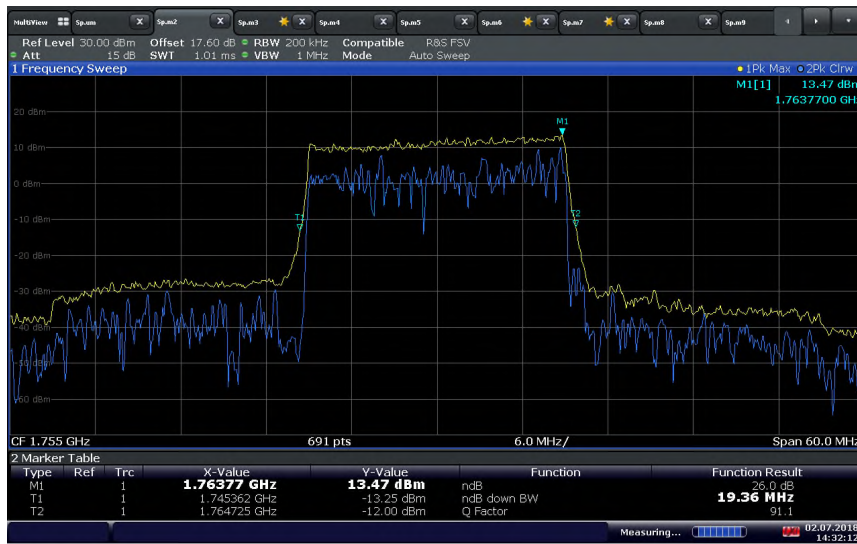 MultiView Sp.um X Sp.m2 X Sp.m3 X Sp.m4 X Sp.m5 X Sp.m6 X Sp.m7 X Sp.m8 X Sp.m9
Ref Level 30.00 dBm Offset 17.60 dB RBW 200 kHz Compatible R&S FSV
Att 15 dB SWT 1.01 ms VBW 1 MHz Mode Auto Sweep
1 Frequency Sweep 1Pk Max 2Pk Clrw
M1[1] 13.47 dBm
1.7637700 GHz
M1
20 dBm
10 dBm
0 dBm
-10 dBm
T1
T2
-20 dBm
-30 dBm
-40 dBm
-50 dBm
-60 dBm
CF 1.755 GHz 691 pts 6.0 MHz/ Span 60.0 MHz
2 Marker Table
Type Ref Trc X-Value Y-Value Function Function Result
M1 1 1.76377 GHz 13.47 dBm ndB 26.0 dB
T1 1 1.745362 GHz -13.25 dBm ndB down BW 19.36 MHz
T2 1 1.764725 GHz -12.00 dBm Q Factor 91.1
Measuring... 02.07.2018
14:32:12